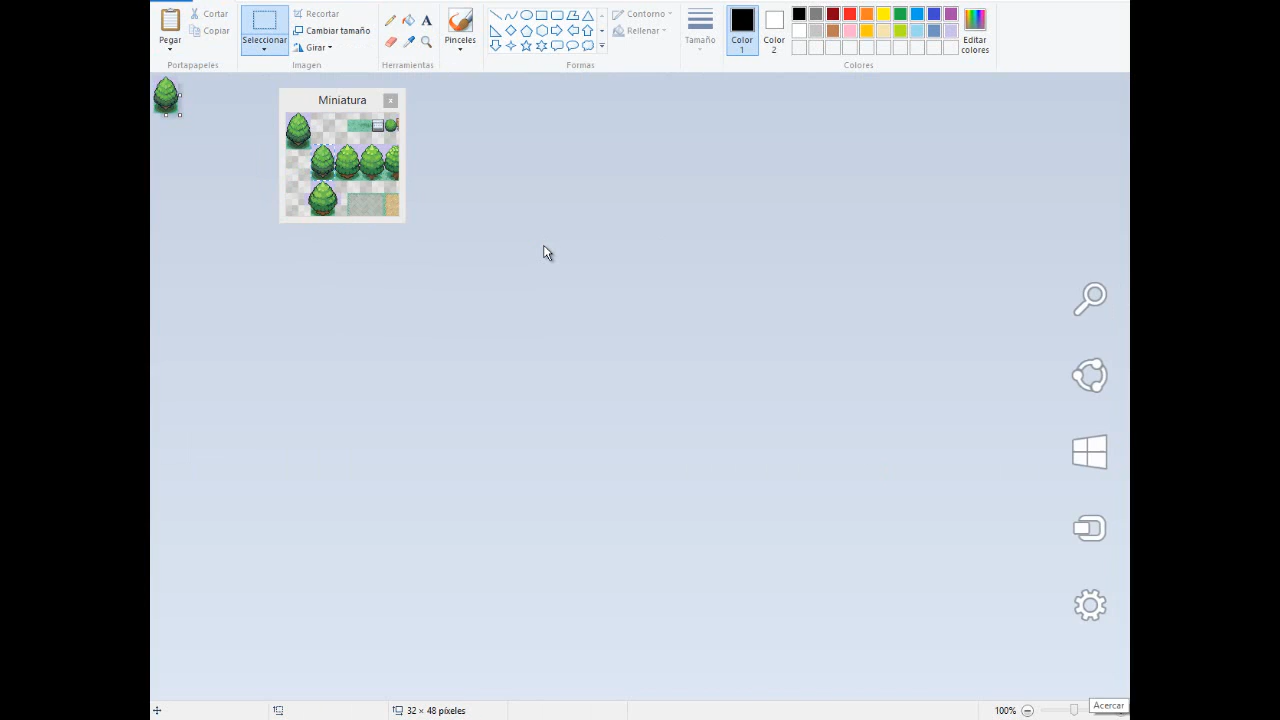 Pegar
Cortar
Copiar
Portapapeles
Seleccionar
Recortar
Cambiar tamaño
Girar
Imagen
A
Herramientas
Pinceles
Contorno
Rellenar
Formas
Tamaño
Color
1
Color
2
Editar
colores
Colores
Miniatura
x
32 × 48 píxeles
100%
Acercar